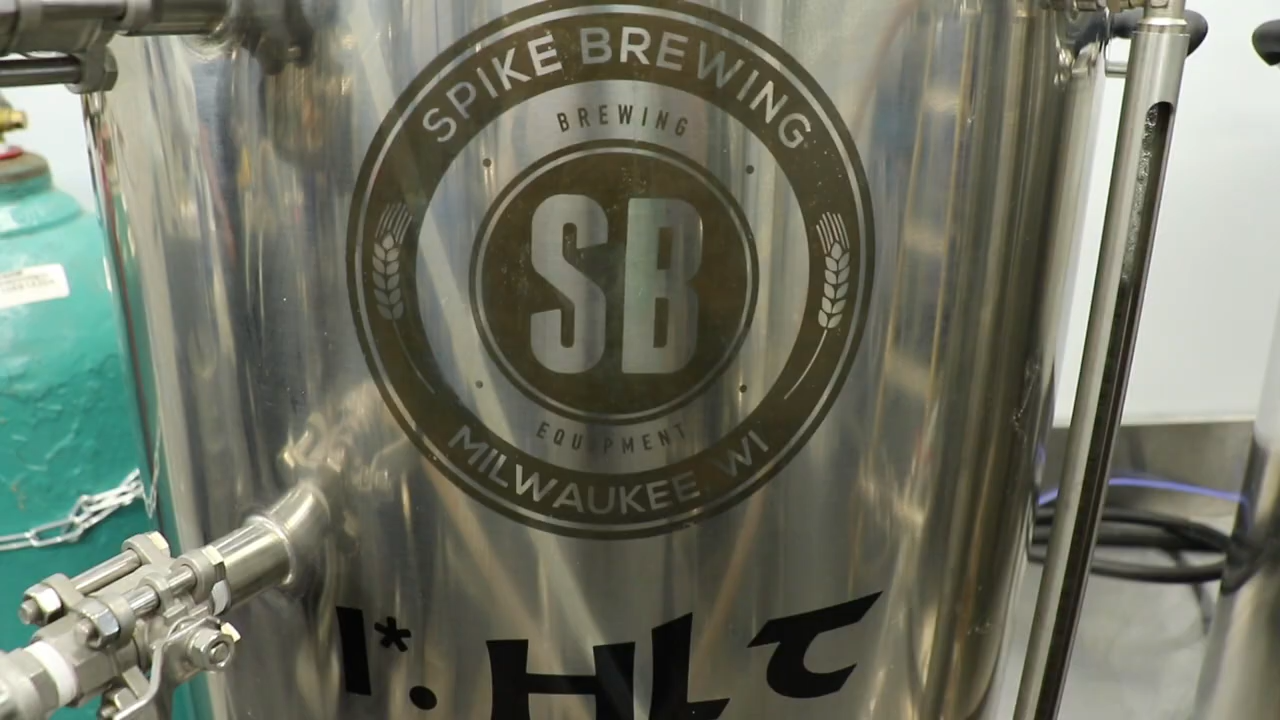 SPIKE BREWING
BREWING
SB
EQUIPMENT
MILWAUKEE WI
1*. HLT